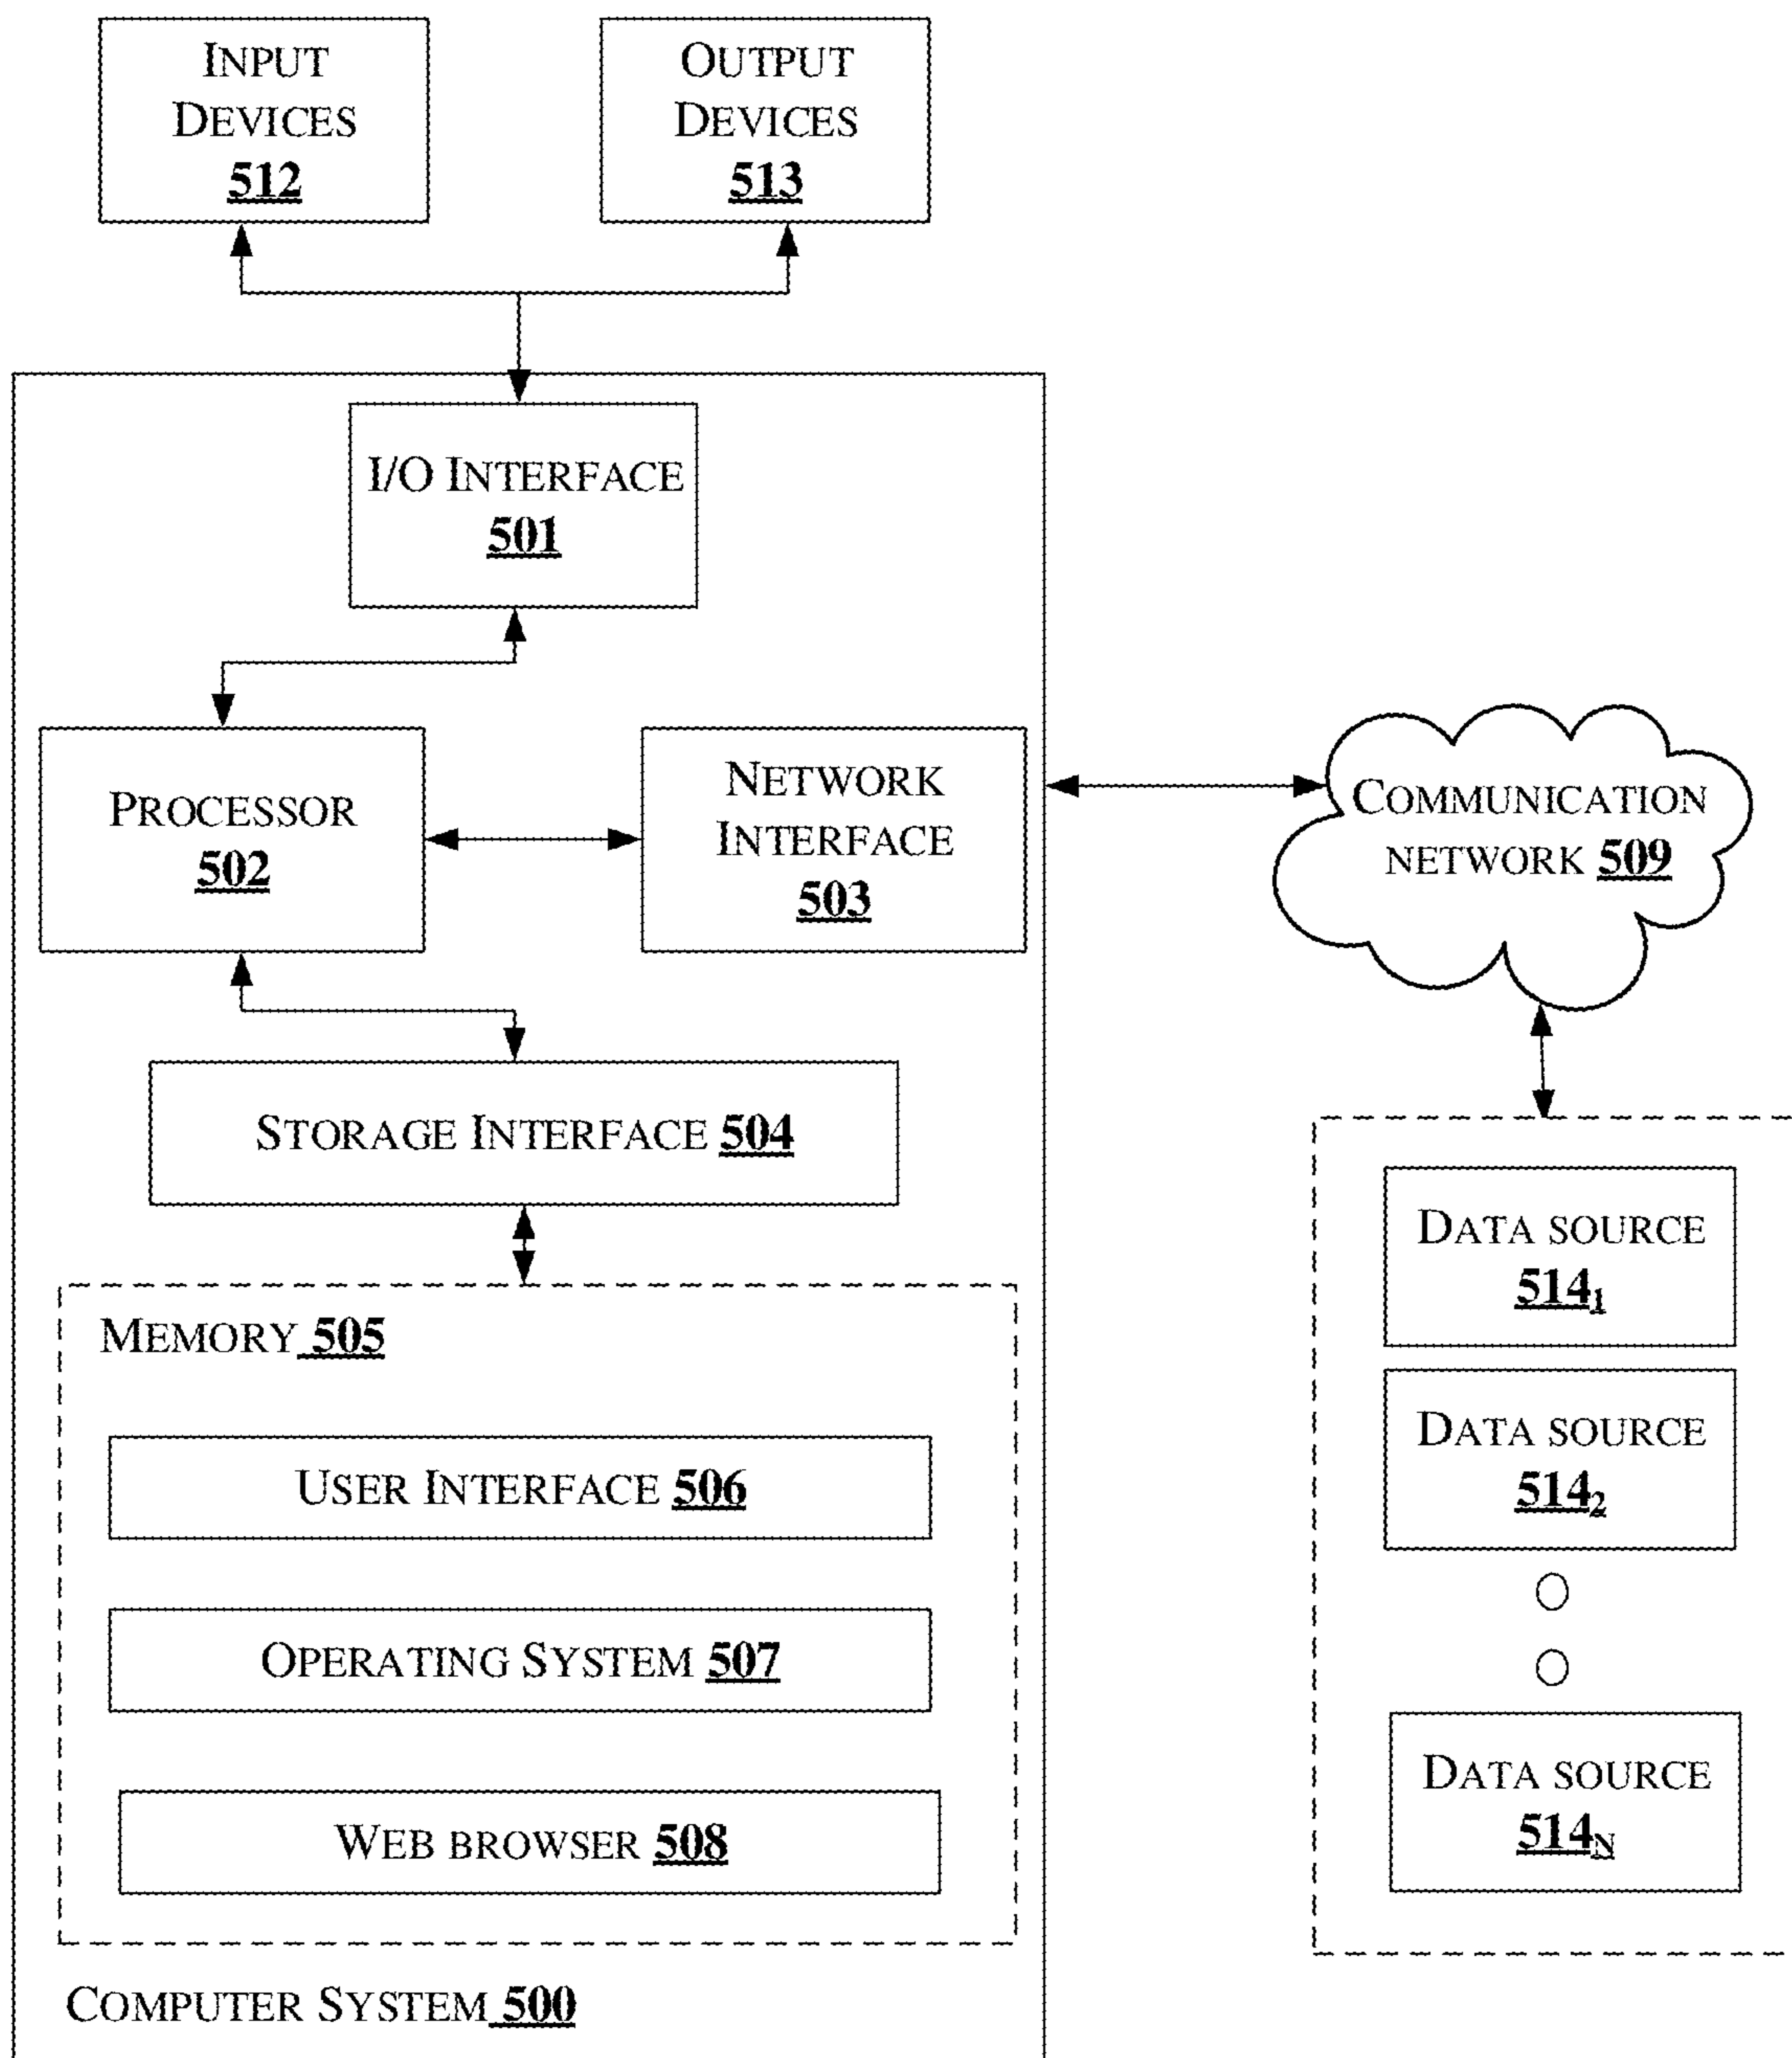 INPUT
DEVICES
512
OUTPUT
DEVICES
513
I/O INTERFACE
501
PROCESSOR
502
NETWORK
INTERFACE
503
COMMUNICATION
NETWORK 509
STORAGE INTERFACE 504
MEMORY 505
USER INTERFACE 506
OPERATING SYSTEM 507
WEB BROWSER 508
COMPUTER SYSTEM 500
DATA SOURCE
514₁
DATA SOURCE
514₂
DATA SOURCE
514N